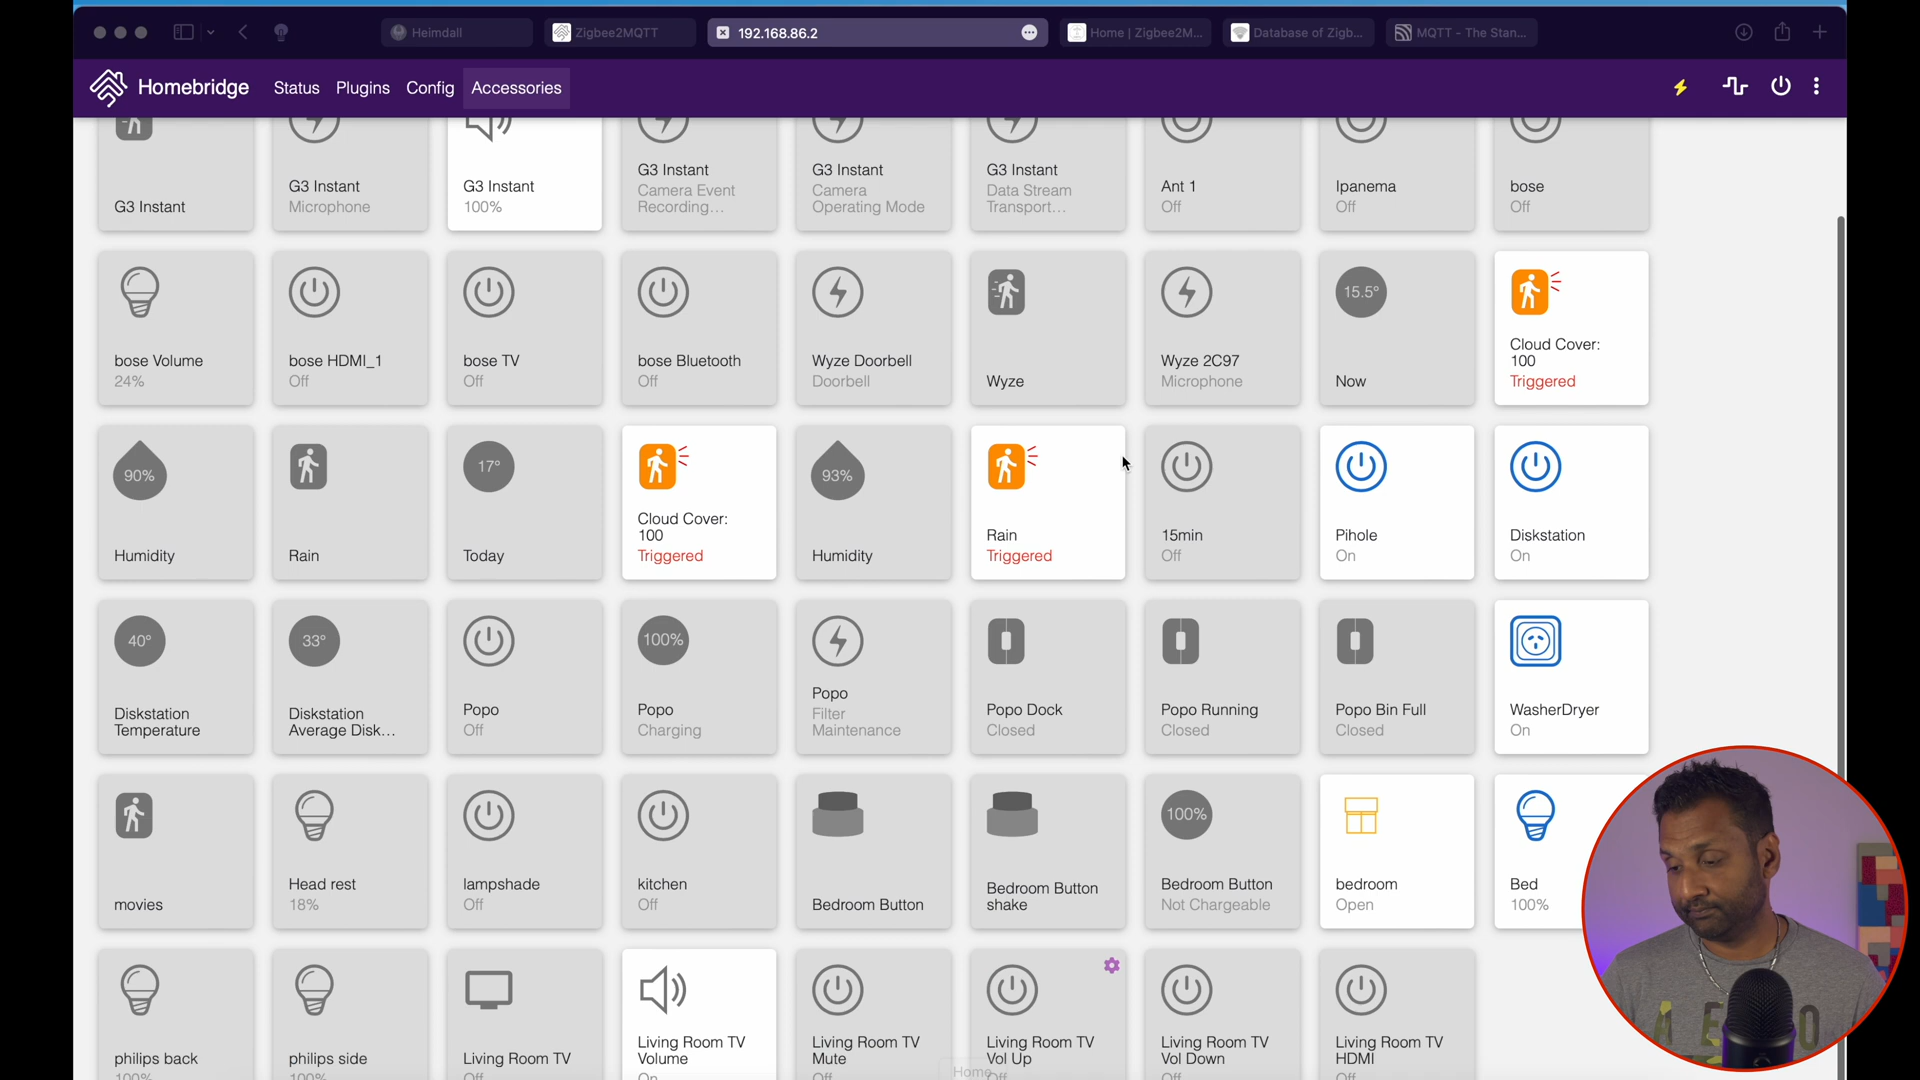 Heimdall
Zigbee2MQTT
192.168.86.2
Home | Zigbee2M...
Database of Zigb...
MQTT - The Stan...
Homebridge
Status
Plugins
Config
Accessories
G3 Instant
G3 Instant
Microphone
G3 Instant
100%
G3 Instant
Camera Event
Recording...
G3 Instant
Camera
Operating Mode
G3 Instant
Data Stream
Transport...
Ant 1
Off
Ipanema
Off
bose
Off
bose Volume
24%
bose HDMI_1
Off
bose TV
Off
bose Bluetooth
Off
Wyze Doorbell
Doorbell
Wyze
Wyze 2C97
Microphone
15.5°
Now
Cloud Cover:
100
Triggered
90%
Humidity
Rain
17°
Today
Cloud Cover:
100
Triggered
93%
Humidity
Rain
Triggered
15min
Off
Pihole
On
Diskstation
On
40°
Diskstation
Temperature
33°
Diskstation
Average Disk...
Popo
Off
100%
Popo
Charging
Popo
Filter
Maintenance
Popo Dock
Closed
Popo Running
Closed
Popo Bin Full
Closed
WasherDryer
On
movies
Head rest
18%
lampshade
Off
kitchen
Off
Bedroom Button
Bedroom Button
shake
100%
Bedroom Button
Not Chargeable
bedroom
Open
Bed
100%
philips back
100%
philips side
100%
Living Room TV
Off
Living Room TV
Volume
On
Living Room TV
Mute
Off
Living Room TV
Vol Up
Off
Living Room TV
Vol Down
Off
Living Room TV
HDMI
Off
Home